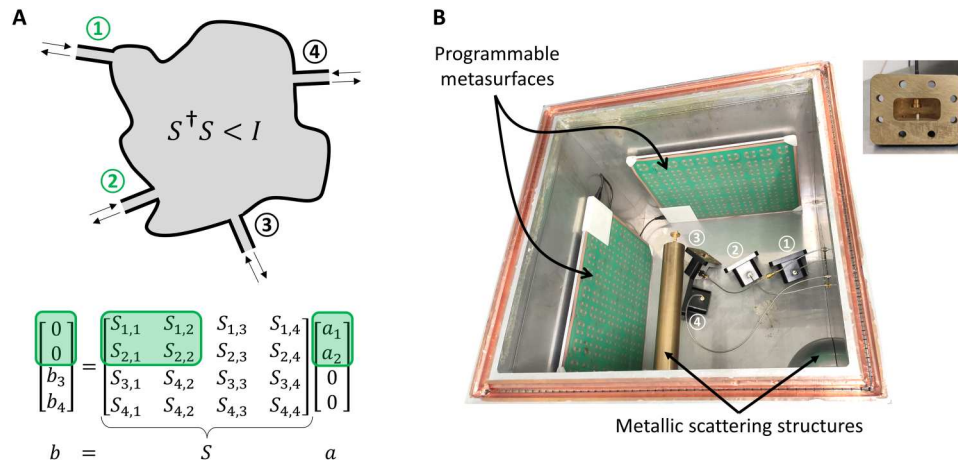 A
①
④
S†S < I
②
③
[0 0 b₃ b₄] = [S₁,₁ S₁,₂ S₁,₃ S₁,₄ [a₁
S₂,₁ S₂,₂ S₂,₃ S₂,₄ a₂
S₃,₁ S₄,₂ S₃,₃ S₃,₄ 0
S₄,₁ S₄,₂ S₄,₃ S₄,₄] 0]
b = S a
B
Programmable
metasurfaces
③ ② ①
④
Metallic scattering structures